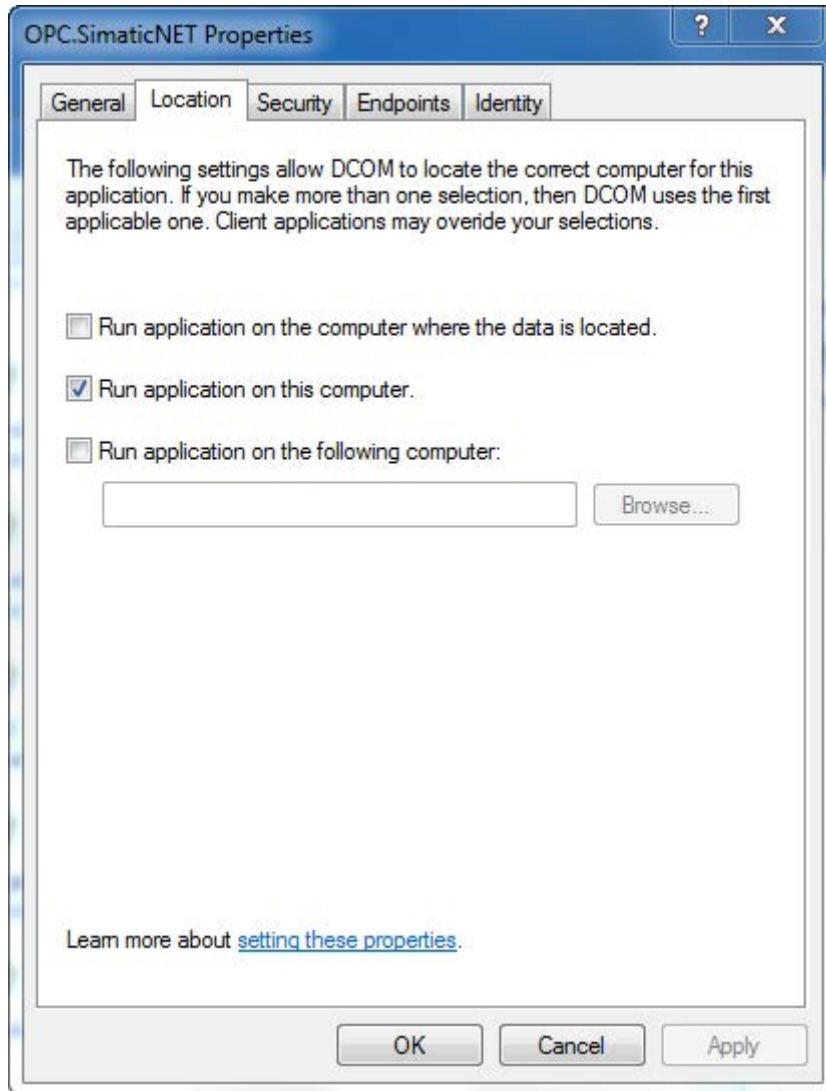 OPC.SimaticNET Properties
? X
General Location Security Endpoints Identity
The following settings allow DCOM to locate the correct computer for this
application. If you make more than one selection, then DCOM uses the first
applicable one. Client applications may overide your selections.
Run application on the computer where the data is located.
Run application on this computer.
Run application on the following computer:
Browse...
Learn more about setting these properties.
OK Cancel Apply